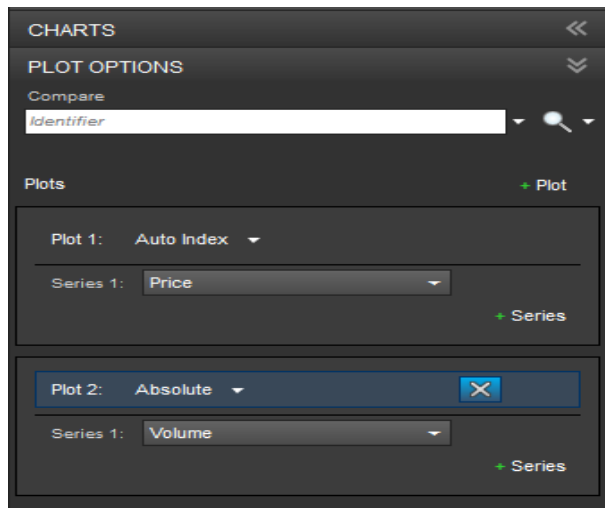 CHARTS
PLOT OPTIONS
Compare
Identifier
Plots + Plot
Plot 1: Auto Index
Series 1: Price
+ Series
Plot 2: Absolute
Series 1: Volume
+ Series